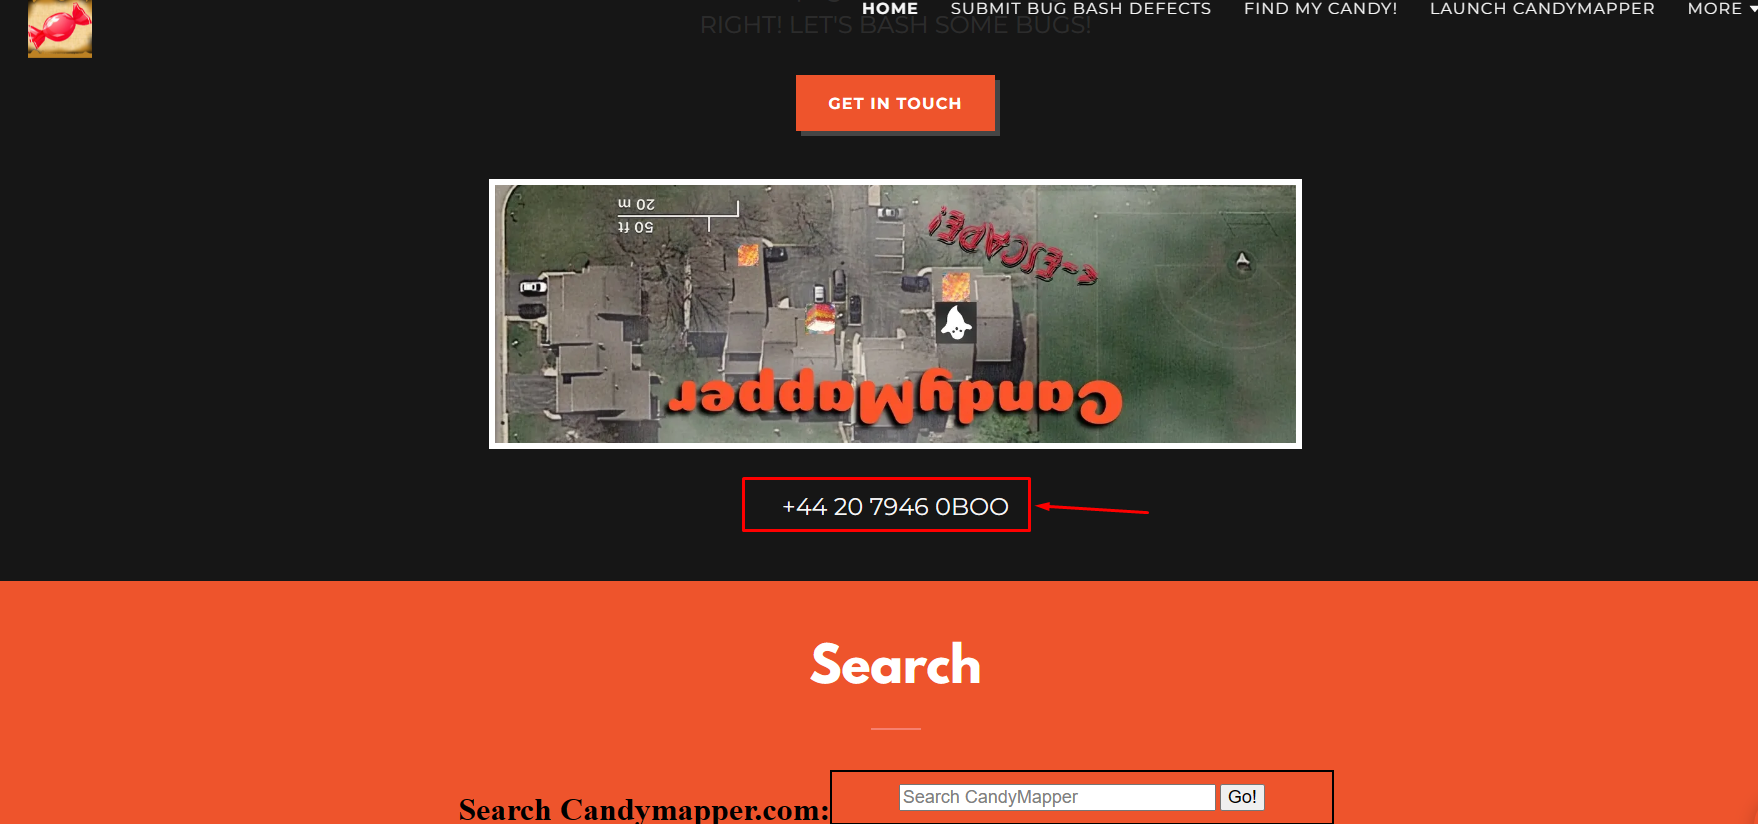 HOME SUBMIT BUG BASH DEFECTS FIND MY CANDY! LAUNCH CANDYMAPPER MORE
RIGHT! LET'S BASH SOME BUGS!
GET IN TOUCH
20 m
50 ft
e-ESCAPE!
CandyMapper
+44 20 7946 0BOO
Search
Search Candymapper.com:
Search CandyMapper
Go!